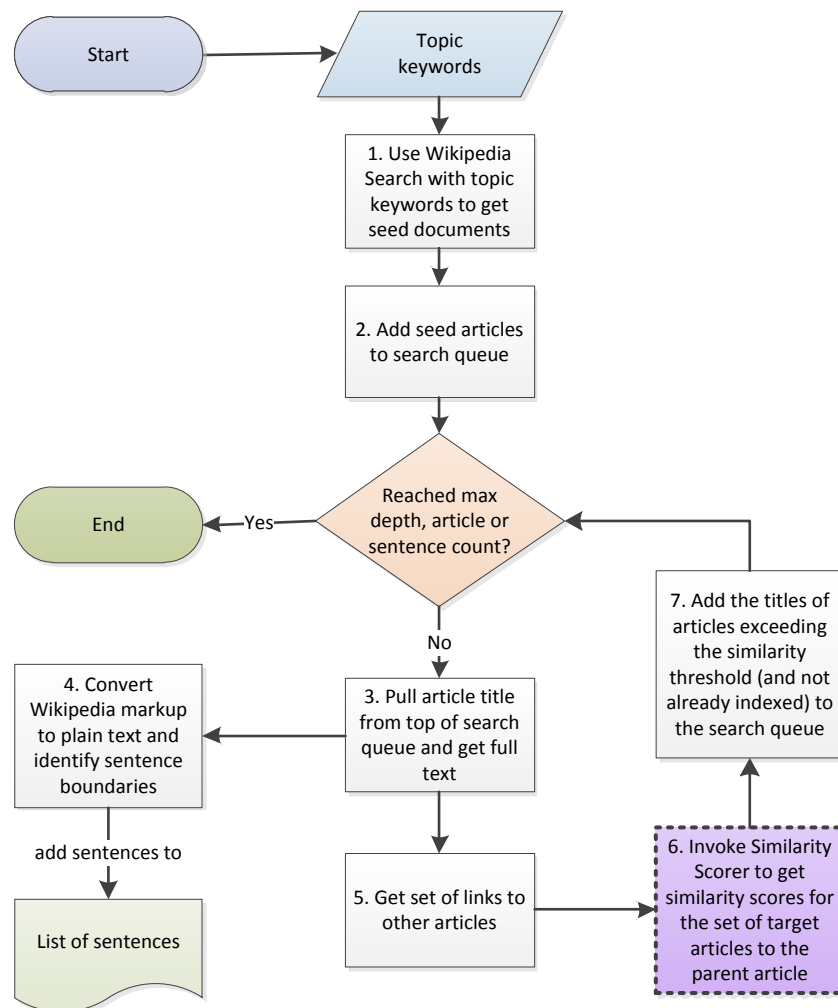 Start
Topic
keywords
1. Use Wikipedia
Search with topic
keywords to get
seed documents
2. Add seed articles
to search queue
Reached max
depth, article or
sentence count?
Yes
End
No
3. Pull article title
from top of search
queue and get full
text
4. Convert
Wikipedia markup
to plain text and
identify sentence
boundaries
add sentences to
List of sentences
5. Get set of links to
other articles
6. Invoke Similarity
Scorer to get
similarity scores for
the set of target
articles to the
parent article
7. Add the titles of
articles exceeding
the similarity
threshold (and not
already indexed) to
the search queue